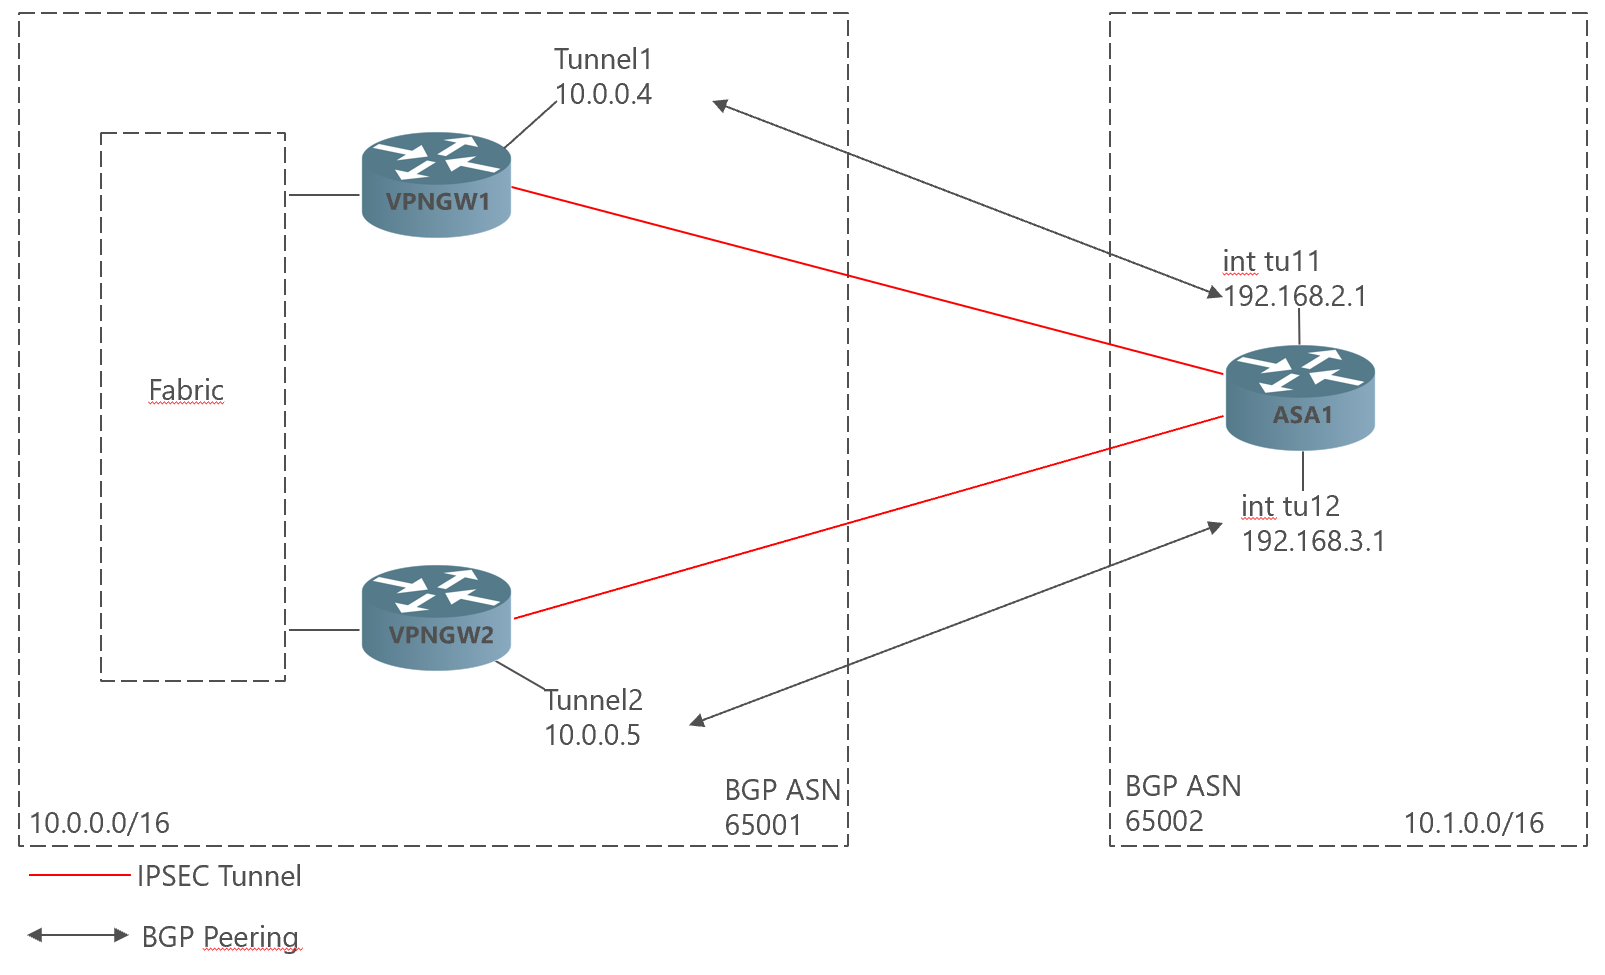 Tunnel1
10.0.0.4
VPNGW1
Fabric
VPNGW2
Tunnel2
10.0.0.5
BGP ASN
65001
10.0.0.0/16
int tu11
192.168.2.1
ASA1
int tu12
192.168.3.1
BGP ASN
65002
10.1.0.0/16
IPSEC Tunnel
BGP Peering